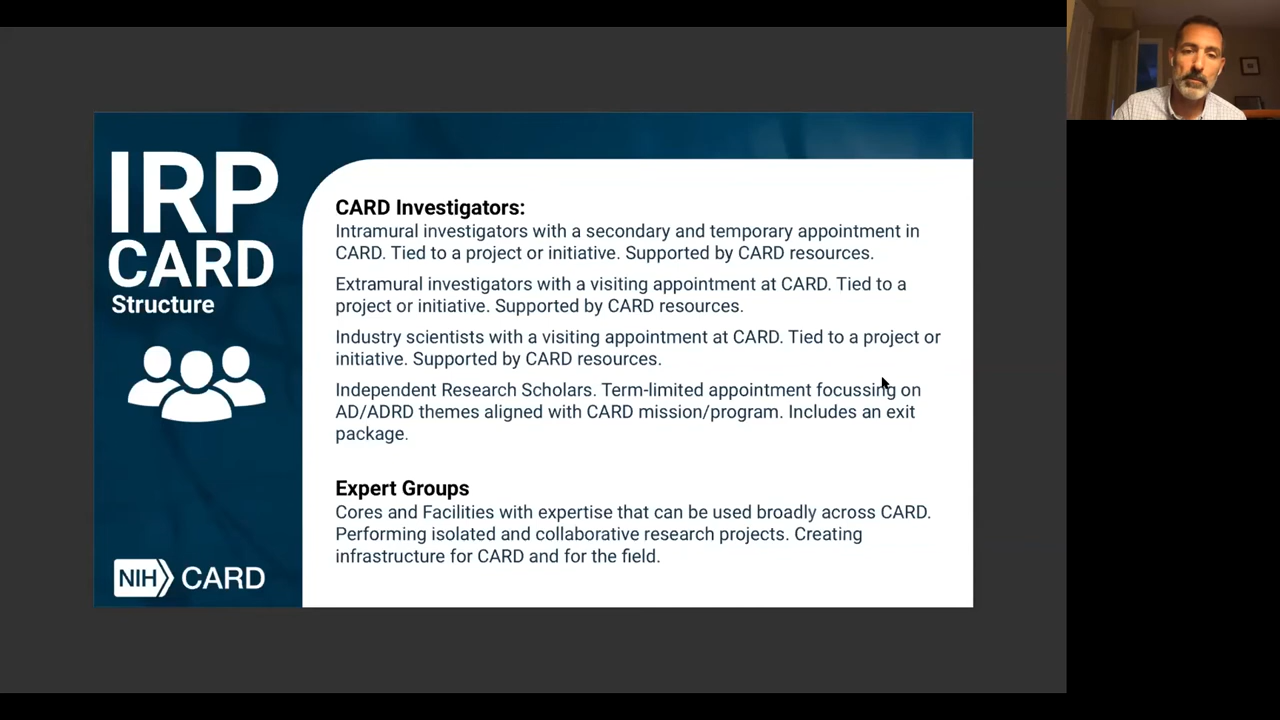 IRP
CARD
Structure
NIH CARD
CARD Investigators:
Intramural investigators with a secondary and temporary appointment in
CARD. Tied to a project or initiative. Supported by CARD resources.
Extramural investigators with a visiting appointment at CARD. Tied to a
project or initiative. Supported by CARD resources.
Industry scientists with a visiting appointment at CARD. Tied to a project or
initiative. Supported by CARD resources.
Independent Research Scholars. Term-limited appointment focussing on
AD/ADRD themes aligned with CARD mission/program. Includes an exit
package.
Expert Groups
Cores and Facilities with expertise that can be used broadly across CARD.
Performing isolated and collaborative research projects. Creating
infrastructure for CARD and for the field.